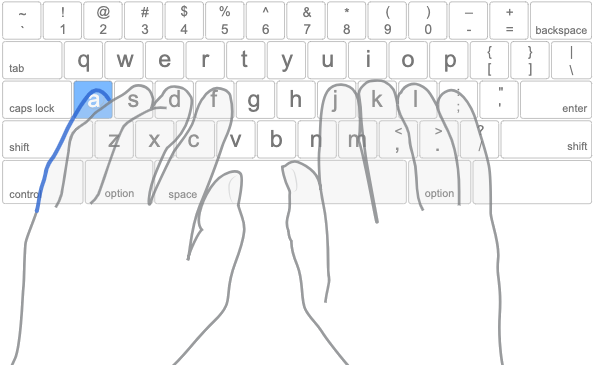 ~ ! @ # $ % ^ & * ( ) – +
` 1 2 3 4 5 6 7 8 9 0 - = backspace
tab q w e r t y u i o p { [ } ] | \
caps lock a s d f g h j k l : ; " ' enter
shift z x c v b n m < , > . ? / shift
contro option space option